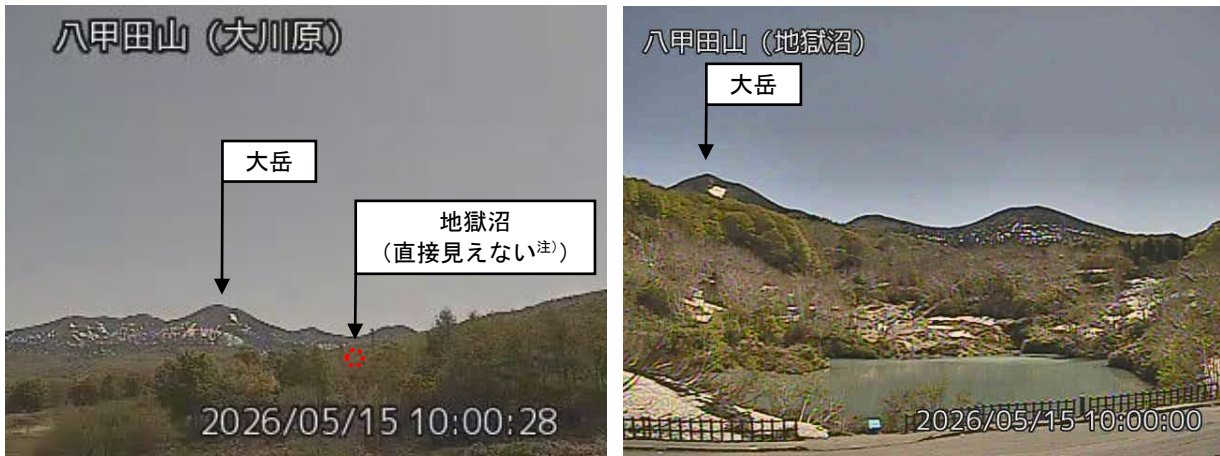 八甲田山（大川原）
大岳
地獄沼
（直接見えない注））
2026/05/15 10:00:28
八甲田山（地獄沼）
大岳
2026/05/15 10:00:00